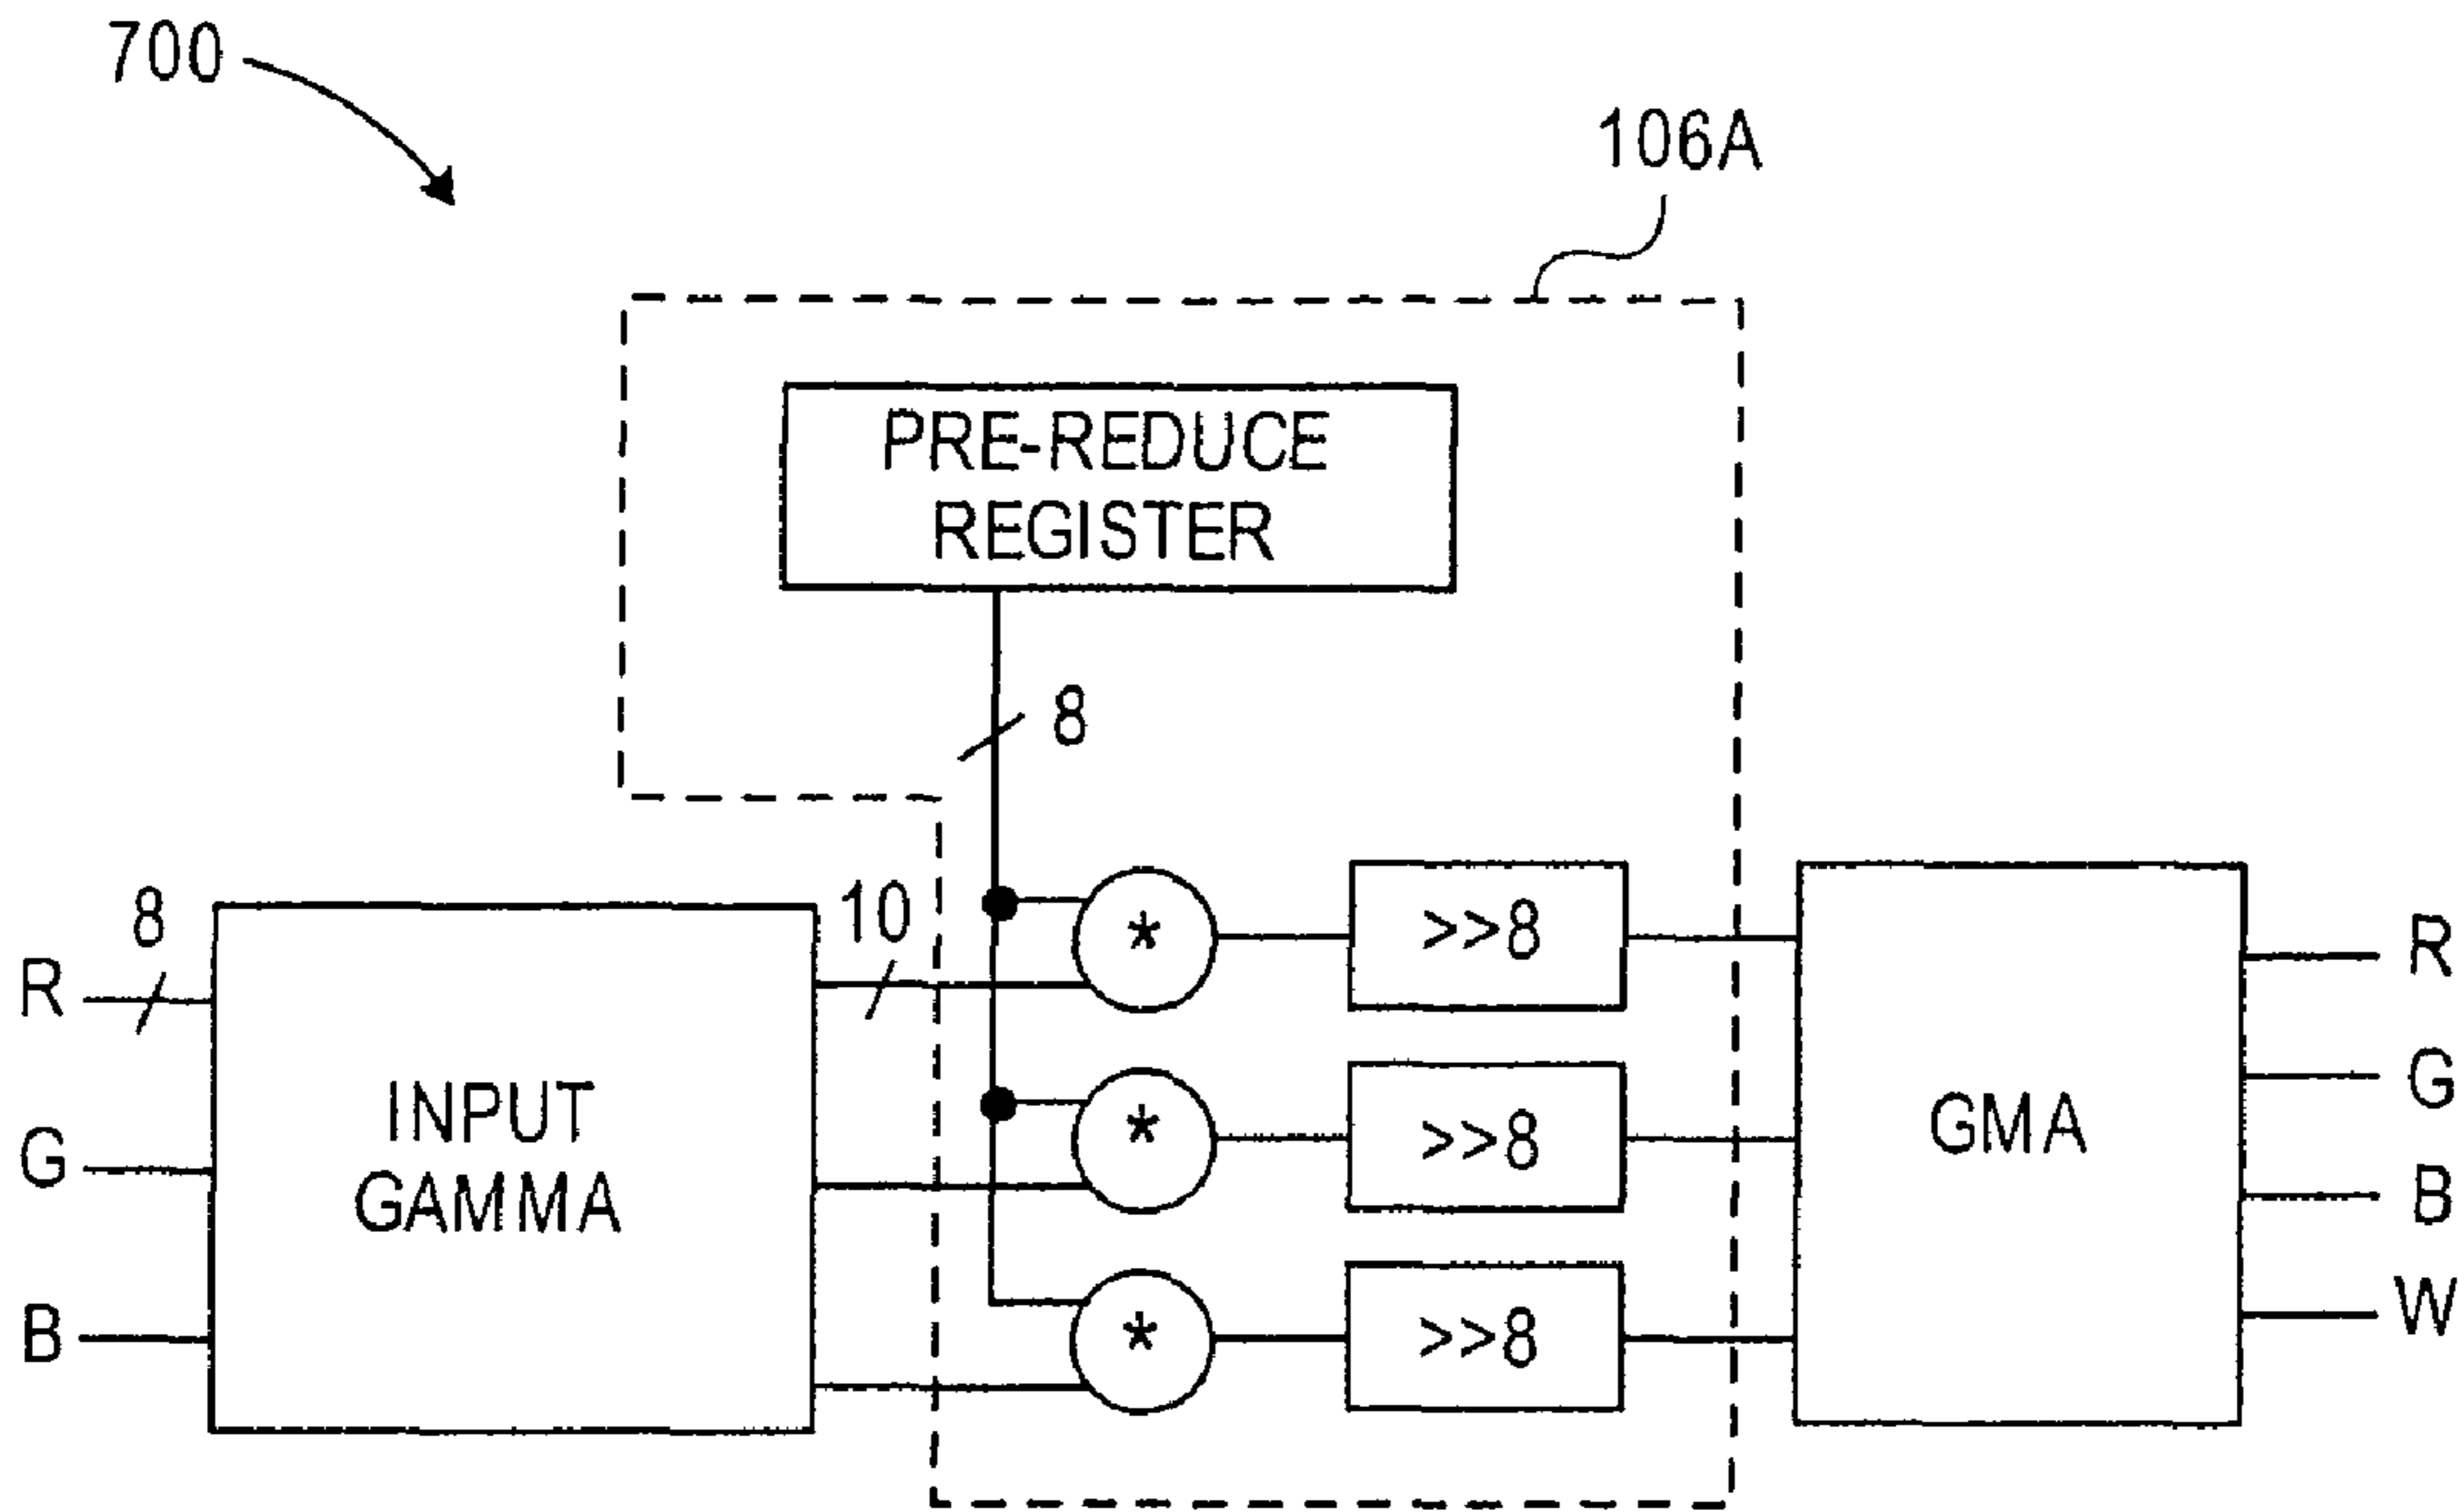 700
106A
PRE-REDUCE
REGISTER
8
8
10
R
G
B
INPUT
GAMMA
*
>>8
*
>>8
*
>>8
GMA
R
G
B
W